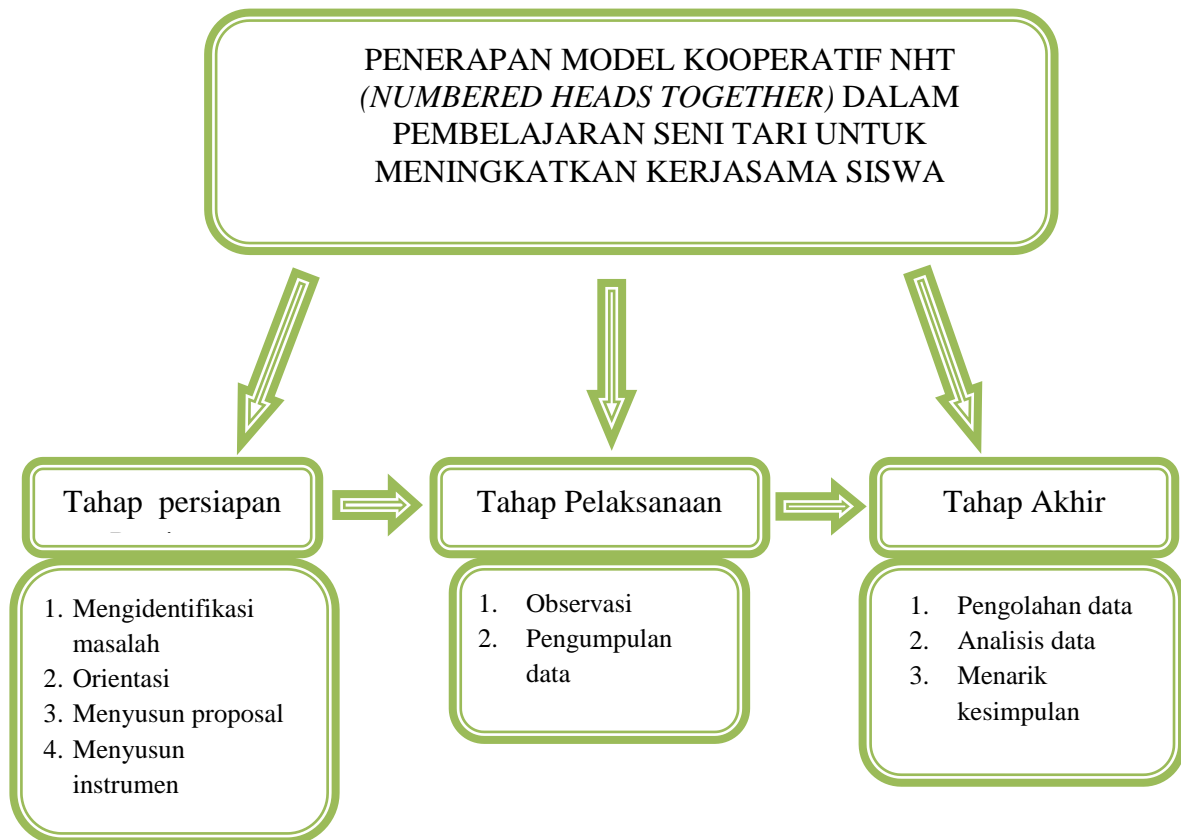 PENERAPAN MODEL KOOPERATIF NHT
(NUMBERED HEADS TOGETHER) DALAM
PEMBELAJARAN SENI TARI UNTUK
MENINGKATKAN KERJASAMA SISWA
Tahap persiapan
Tahap Pelaksanaan
Tahap Akhir
1. Mengidentifikasi
masalah
2. Orientasi
3. Menyusun proposal
4. Menyusun
instrumen
1. Observasi
2. Pengumpulan
data
1. Pengolahan data
2. Analisis data
3. Menarik
kesimpulan